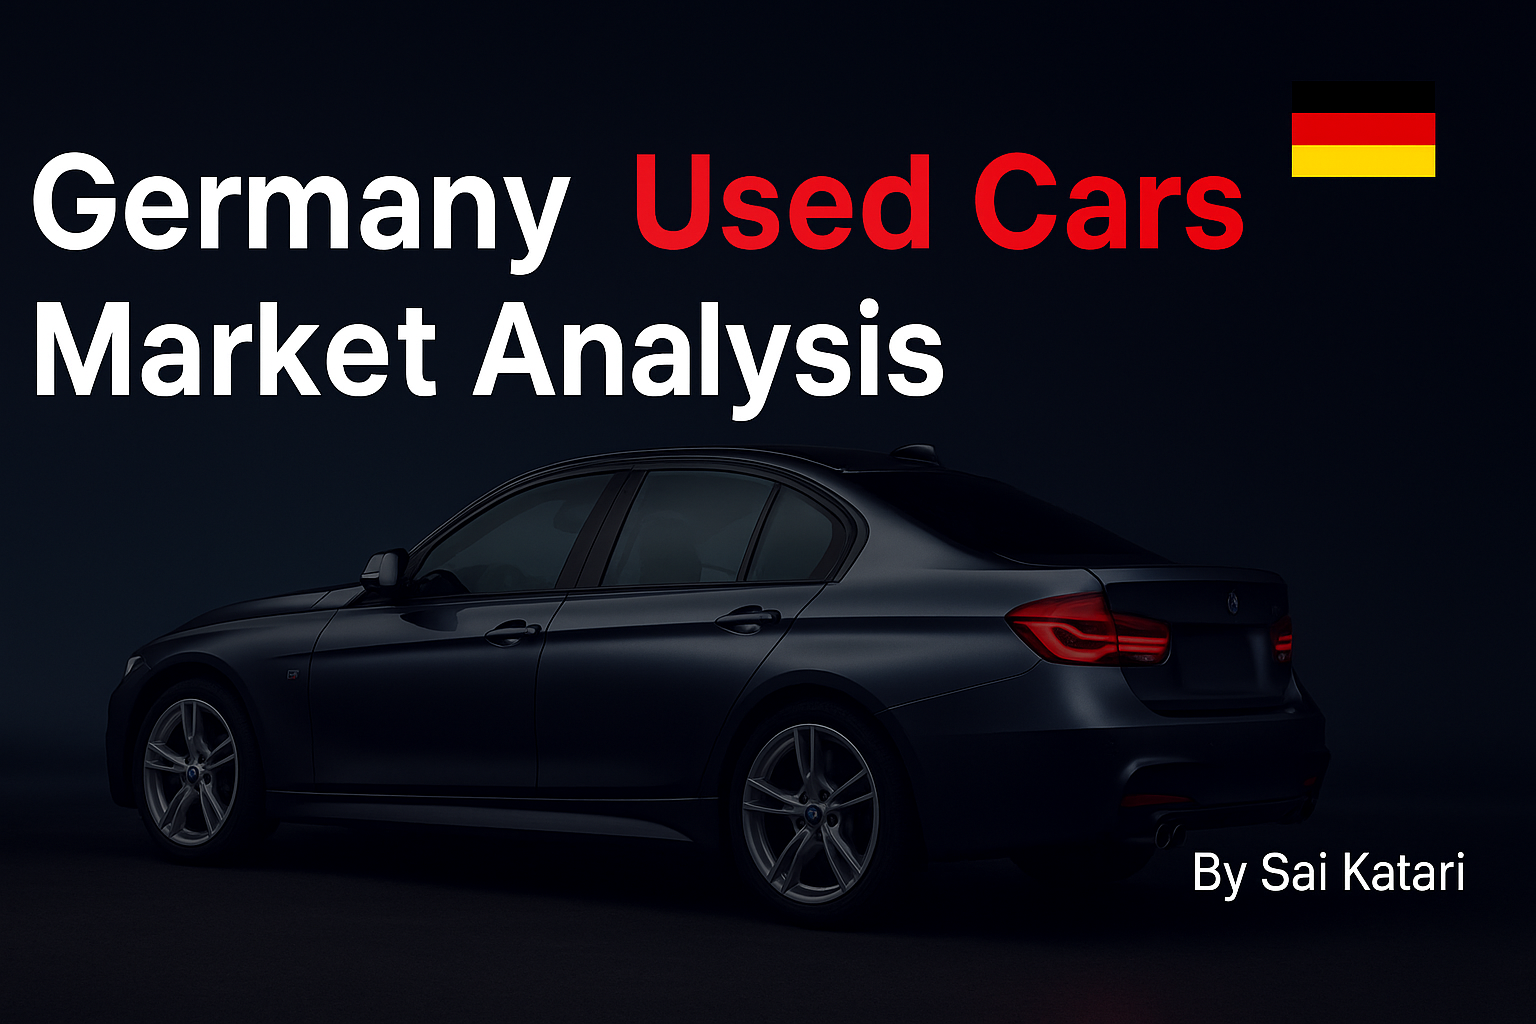 Germany Used Cars
Market Analysis
By Sai Katari